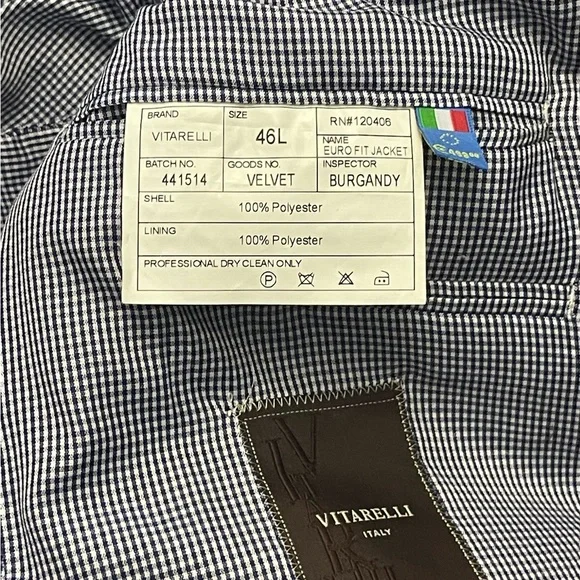 BRAND
VITARELLI
SIZE
46L
RN#120406
NAME
EURO FIT JACKET
BATCH NO.
441514
GOODS NO.
VELVET
INSPECTOR
BURGANDY
SHELL
100% Polyester
LINING
100% Polyester
PROFESSIONAL DRY CLEAN ONLY
P
VITARELLI
ITALY